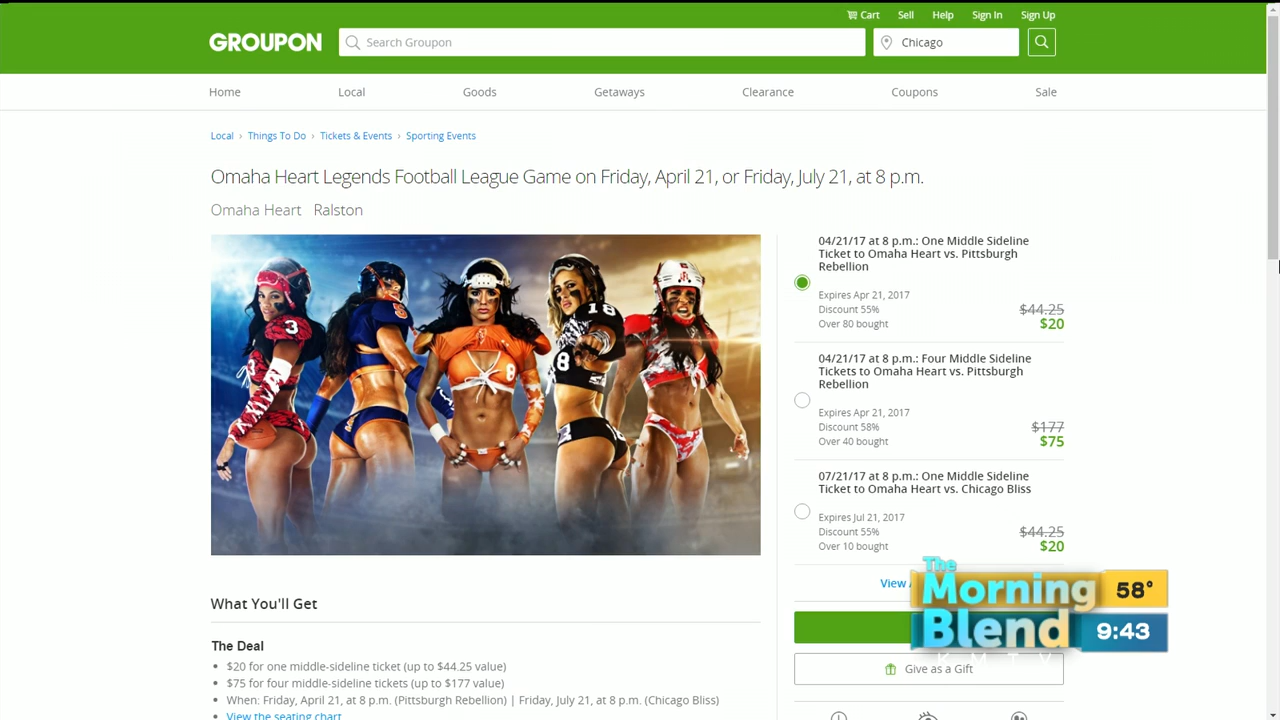 Cart Sell Help Sign In Sign Up
GROUPON Search Groupon Chicago
Home Local Goods Getaways Clearance Coupons Sale
Local › Things To Do › Tickets & Events › Sporting Events
Omaha Heart Legends Football League Game on Friday, April 21, or Friday, July 21, at 8 p.m.
Omaha Heart Ralston
3
8
18
8
04/21/17 at 8 p.m.: One Middle Sideline
Ticket to Omaha Heart vs. Pittsburgh
Rebellion
Expires Apr 21, 2017
Discount 55% $44.25
Over 80 bought $20
04/21/17 at 8 p.m.: Four Middle Sideline
Tickets to Omaha Heart vs. Pittsburgh
Rebellion
Expires Apr 21, 2017
Discount 58% $177
Over 40 bought $75
07/21/17 at 8 p.m.: One Middle Sideline
Ticket to Omaha Heart vs. Chicago Bliss
Expires Jul 21, 2017
Discount 55% $44.25
Over 10 bought $20
View
The
Morning 58°
Blend 9:43
KMTV
Give as a Gift
What You'll Get
The Deal
• $20 for one middle-sideline ticket (up to $44.25 value)
• $75 for four middle-sideline tickets (up to $177 value)
• When: Friday, April 21, at 8 p.m. (Pittsburgh Rebellion) | Friday, July 21, at 8 p.m. (Chicago Bliss)
• View the seating chart